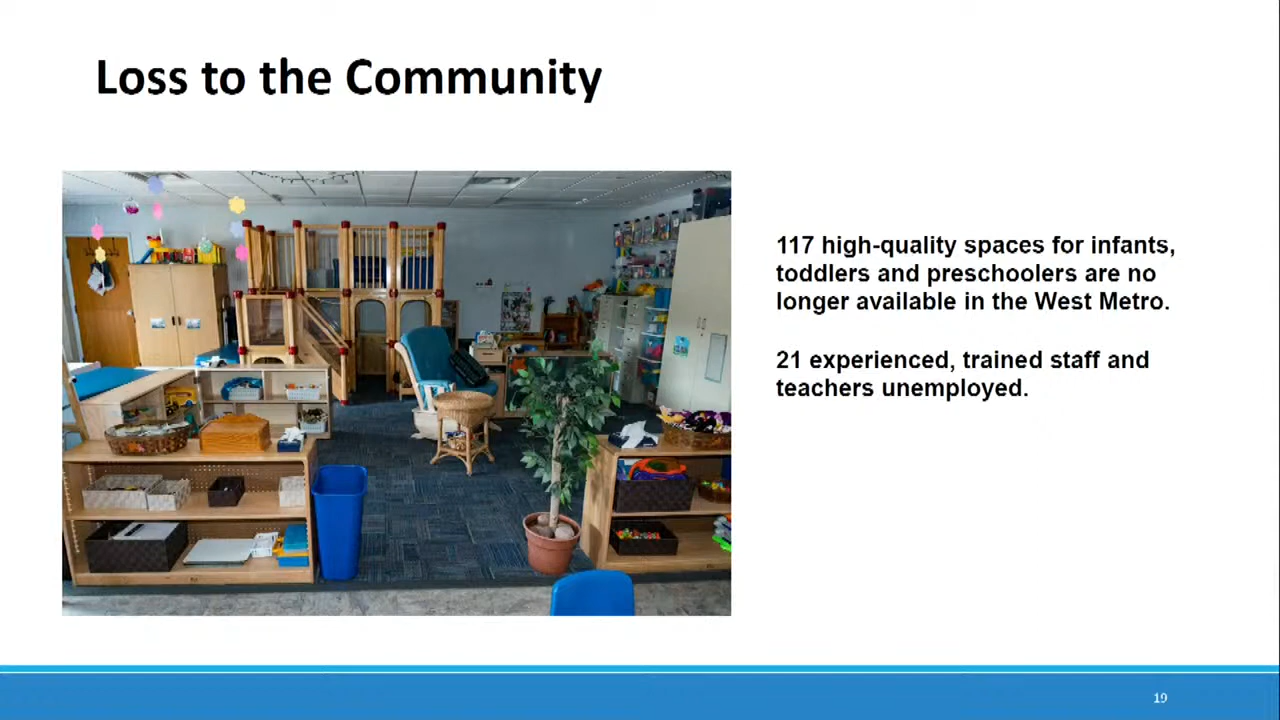 Loss to the Community
117 high-quality spaces for infants,
toddlers and preschoolers are no
longer available in the West Metro.
21 experienced, trained staff and
teachers unemployed.
19